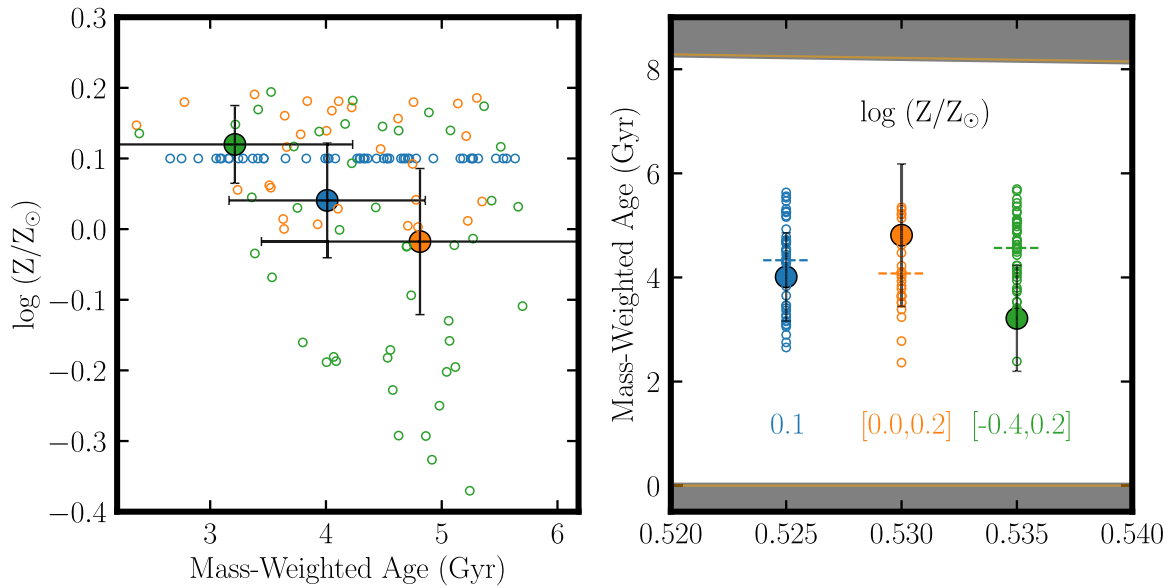 0.3
0.2
0.1
0.0
−0.1
−0.2
−0.3
−0.4
log (Z/Z⊙)
3 4 5 6
Mass-Weighted Age (Gyr)
8
6
4
2
0
Mass-Weighted Age (Gyr)
log (Z/Z⊙)
0.1 [0.0,0.2] [-0.4,0.2]
0.520 0.525 0.530 0.535 0.540